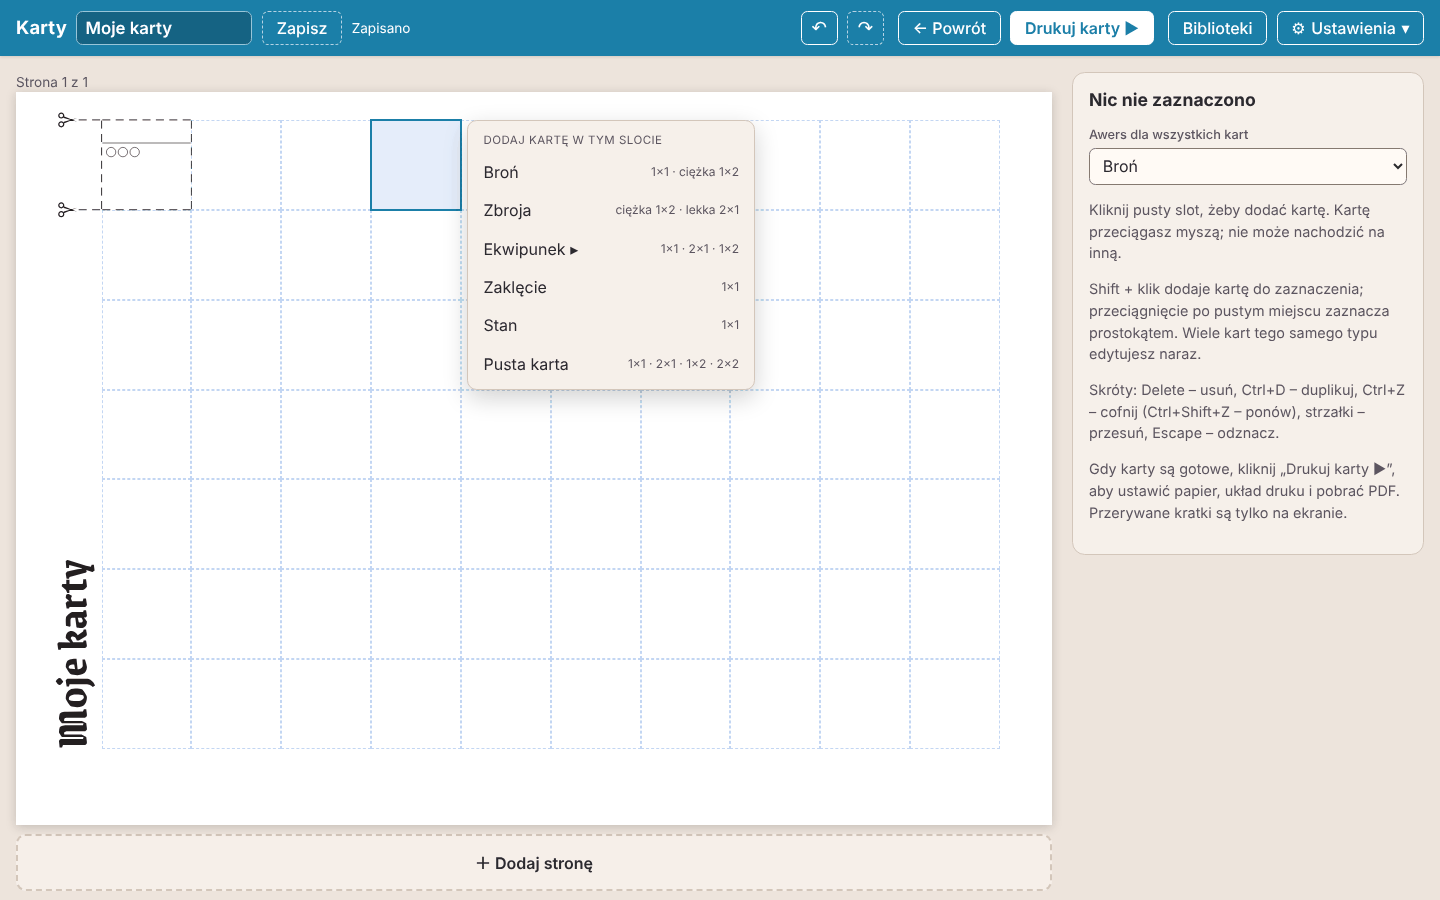 Karty
Moje karty
Zapisz
Zapisano
↶
↷
← Powrót
Drukuj karty ▶
Biblioteki
⚙ Ustawienia ▾
Strona 1 z 1
DODAJ KARTĘ W TYM SLOCIE
Broń 1×1 · ciężka 1×2
Zbroja ciężka 1×2 · lekka 2×1
Ekwipunek ▸ 1×1 · 2×1 · 1×2
Zaklęcie 1×1
Stan 1×1
Pusta karta 1×1 · 2×1 · 1×2 · 2×2
Moje karty
+ Dodaj stronę
Nic nie zaznaczono
Awers dla wszystkich kart
Broń
Kliknij pusty slot, żeby dodać kartę. Kartę
przeciągasz myszą; nie może nachodzić na
inną.
Shift + klik dodaje kartę do zaznaczenia;
przeciągnięcie po pustym miejscu zaznacza
prostokątem. Wiele kart tego samego typu
edytujesz naraz.
Skróty: Delete – usuń, Ctrl+D – duplikuj, Ctrl+Z
– cofnij (Ctrl+Shift+Z – ponów), strzałki –
przesuń, Escape – odznacz.
Gdy karty są gotowe, kliknij „Drukuj karty ▶”,
aby ustawić papier, układ druku i pobrać PDF.
Przerywane kratki są tylko na ekranie.